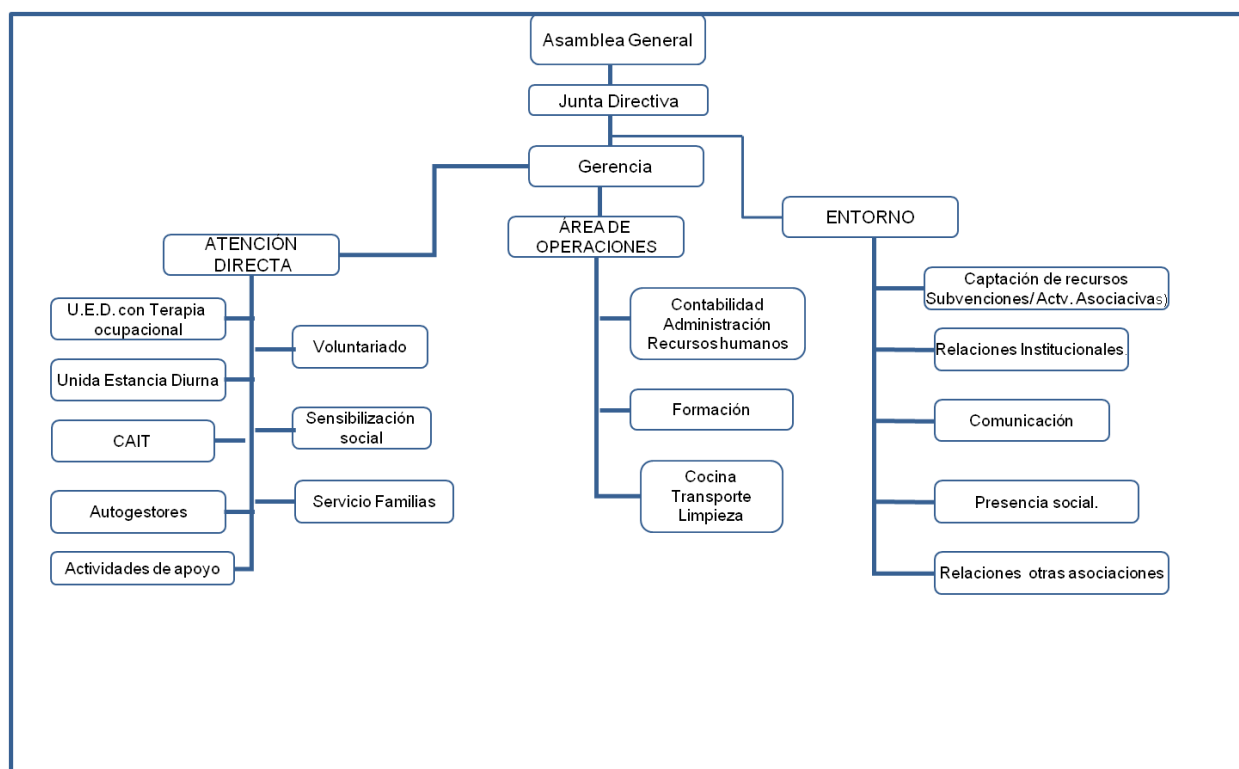 Asamblea General
Junta Directiva
Gerencia
ATENCIÓN
DIRECTA
U.E.D. con Terapia
ocupacional
Unida Estancia Diurna
CAIT
Autogestores
Actividades de apoyo
Voluntariado
Sensibilización
social
Servicio Familias
ÁREA DE
OPERACIONES
Contabilidad
Administración
Recursos humanos
Formación
Cocina
Transporte
Limpieza
ENTORNO
Captación de recursos
Subvenciones/ Actv. Asociacivas)
Relaciones Institucionales.
Comunicación
Presencia social.
Relaciones otras asociaciones